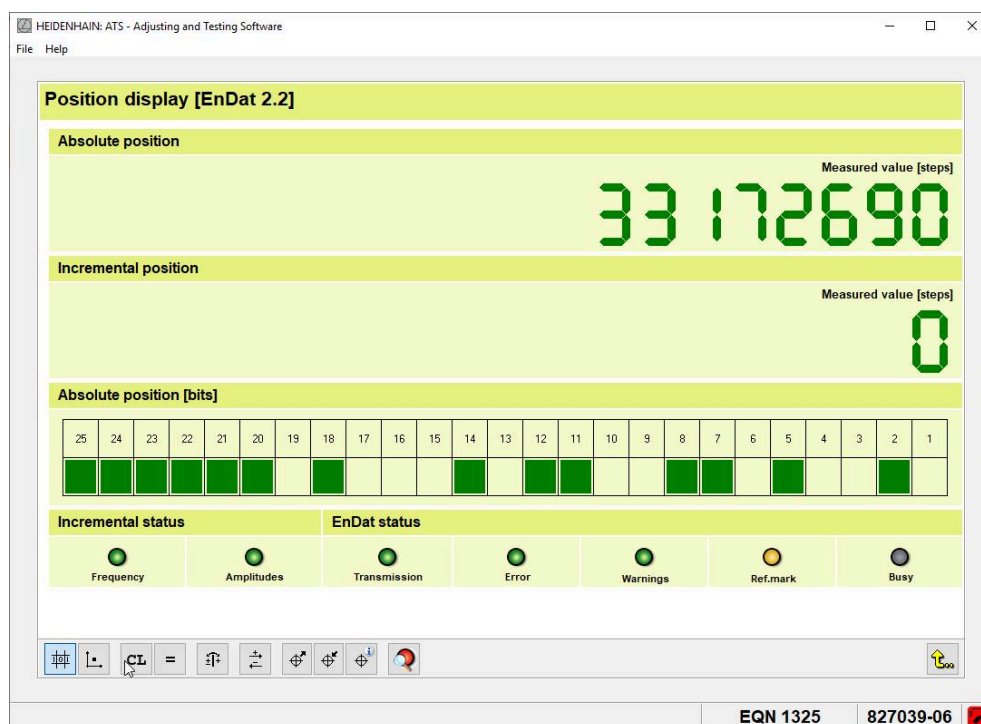 HEIDENHAIN: ATS - Adjusting and Testing Software
File Help
Position display [EnDat 2.2]
Absolute position
Measured value [steps]
33172690
Incremental position
Measured value [steps]
0
Absolute position [bits]
25 24 23 22 21 20 19 18 17 16 15 14 13 12 11 10 9 8 7 6 5 4 3 2 1
Incremental status EnDat status
Frequency Amplitudes Transmission Error Warnings Ref.mark Busy
CL =
EQN 1325 827039-06